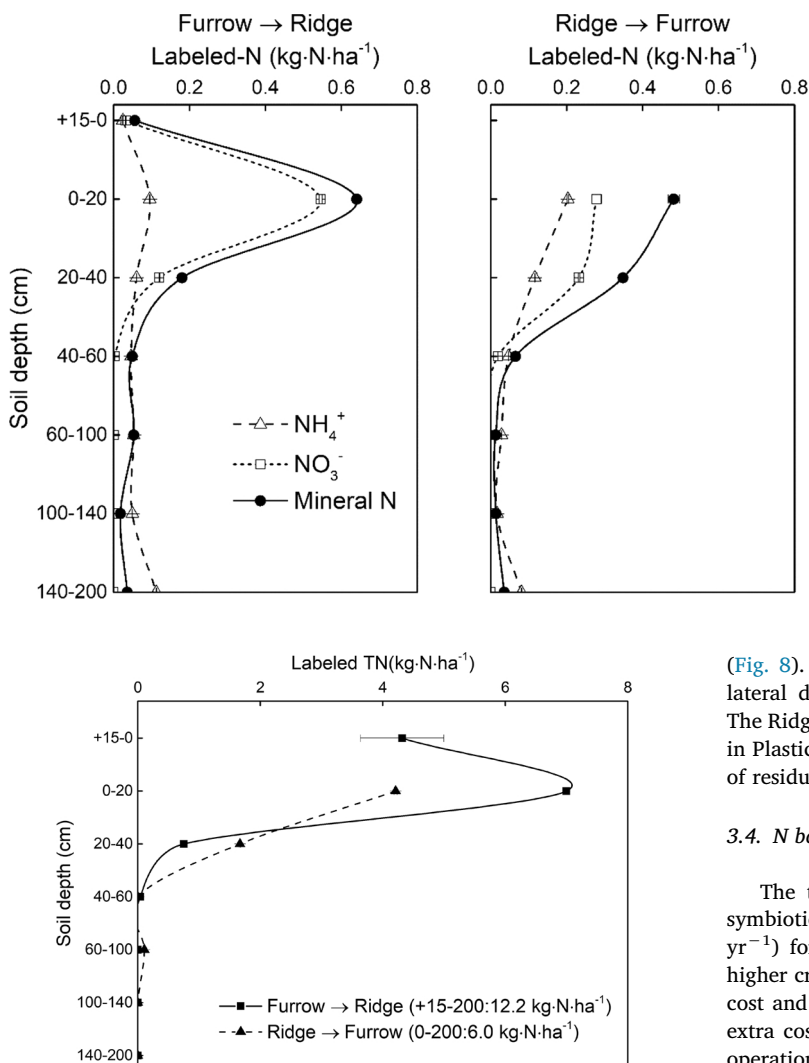 Furrow → Ridge
Labeled-N (kg·N·ha⁻¹)
0.0 0.2 0.4 0.6 0.8
Ridge → Furrow
Labeled-N (kg·N·ha⁻¹)
0.0 0.2 0.4 0.6 0.8
Soil depth (cm)
+15-0
0-20
20-40
40-60
60-100
100-140
140-200
NH₄⁺
NO₃⁻
Mineral N
Labeled TN(kg·N·ha⁻¹)
0 2 4 6 8
Soil depth (cm)
+15-0
0-20
20-40
40-60
60-100
100-140
140-200
Furrow → Ridge (+15-200:12.2 kg·N·ha⁻¹)
Ridge → Furrow (0-200:6.0 kg·N·ha⁻¹)
(Fig. 8).
lateral d
The Ridg
in Plastic
of residu
3.4. N ba
The t
symbiotic
yr⁻¹) for
higher cr
cost and
extra cos
operation